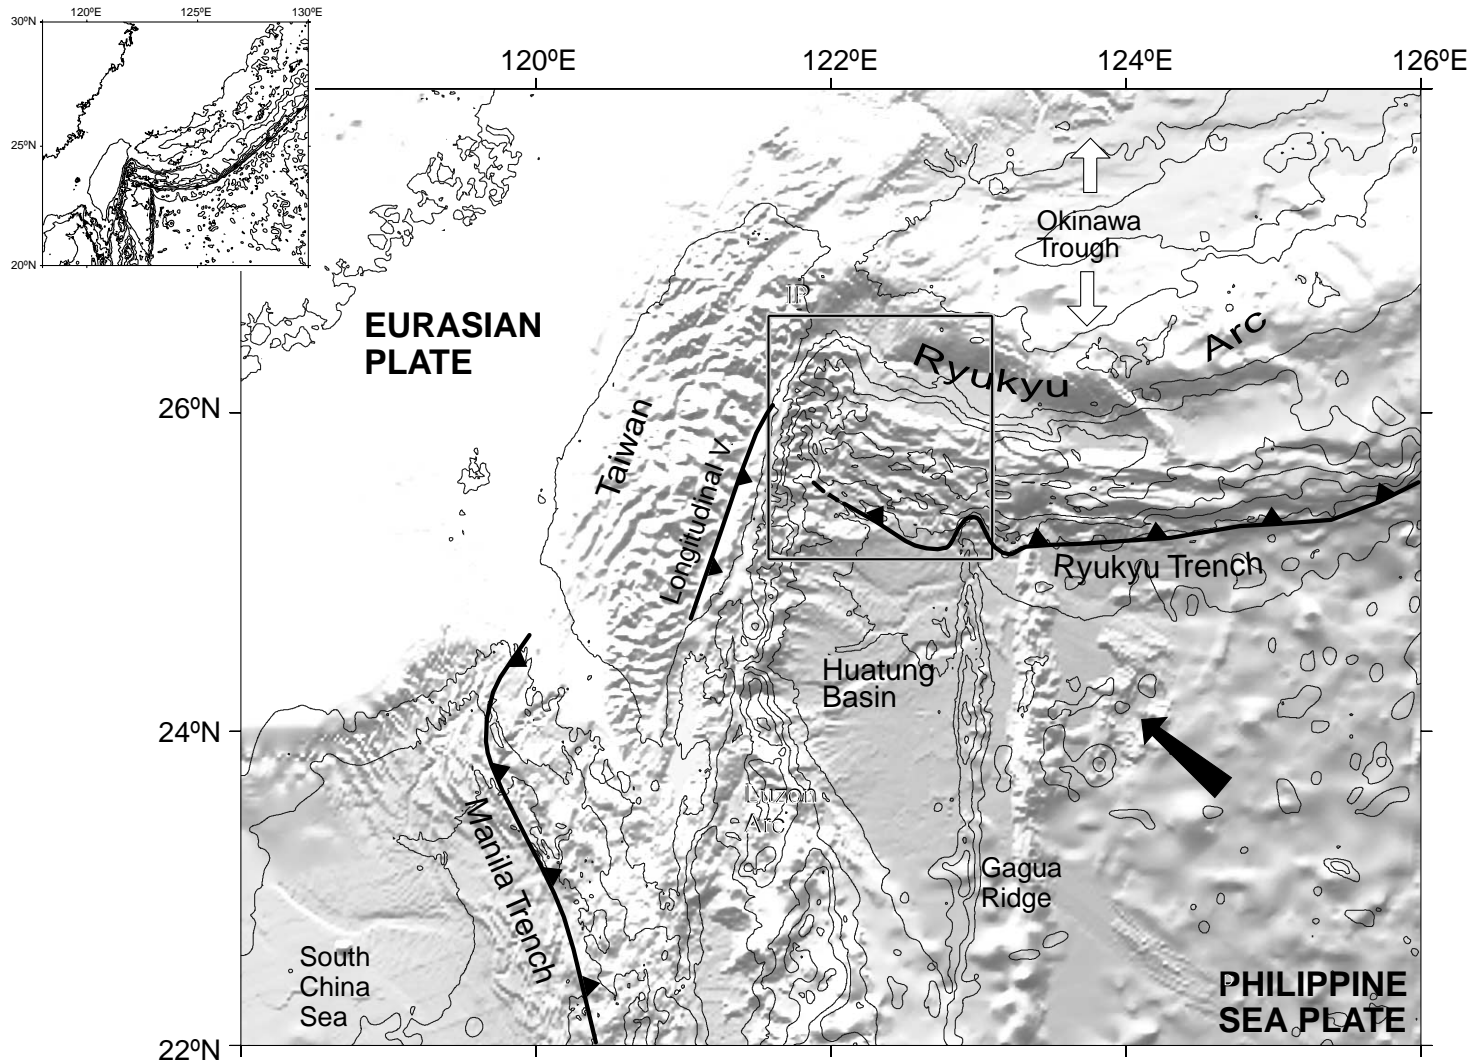 120ºE
125ºE
130ºE
30ºN
25ºN
20ºN
120ºE
122ºE
124ºE
126ºE
26ºN
24ºN
22ºN
EURASIAN
PLATE
Okinawa
Trough
IP
Ryukyu
Arc
Taiwan
Longitudinal V.
Ryukyu Trench
Huatung
Basin
Luzon
Arc
Manila Trench
Gagua
Ridge
South
China
Sea
PHILIPPINE
SEA PLATE